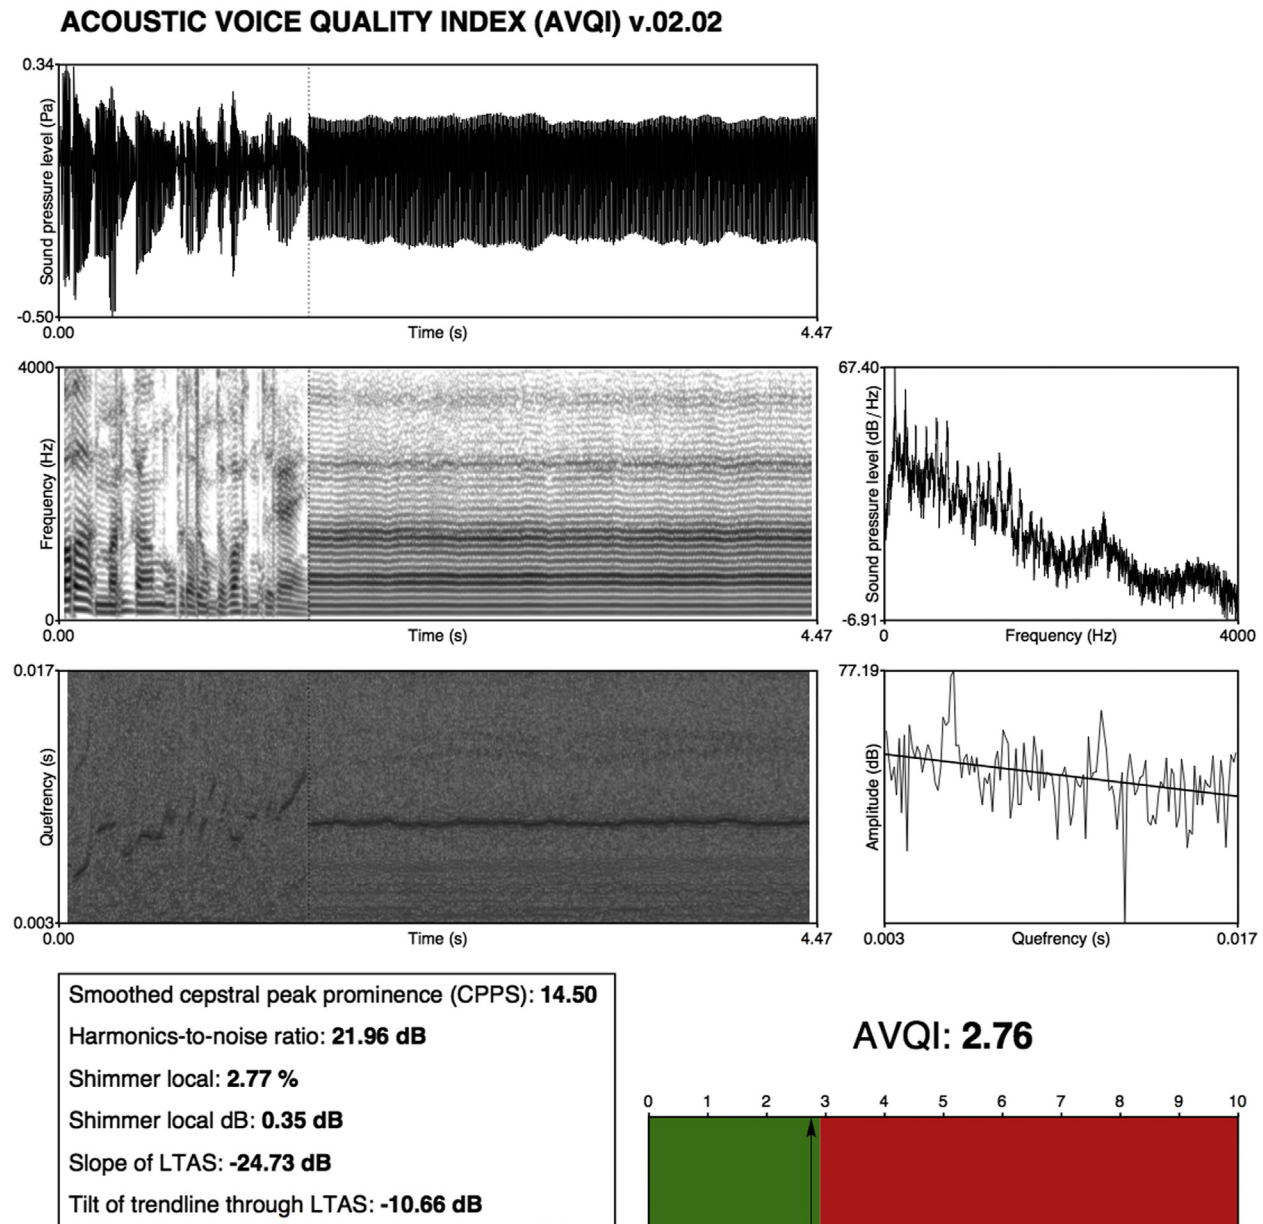 ACOUSTIC VOICE QUALITY INDEX (AVQI) v.02.02
0.34
Sound pressure level (Pa)
-0.50
0.00
Time (s)
4.47
4000
Frequency (Hz)
0
0.00
Time (s)
4.47
67.40
Sound pressure level (dB / Hz)
-6.91
0
Frequency (Hz)
4000
0.017
Quefrency (s)
0.003
0.00
Time (s)
4.47
77.19
Amplitude (dB)
0.003
Quefrency (s)
0.017
Smoothed cepstral peak prominence (CPPS): 14.50
Harmonics-to-noise ratio: 21.96 dB
Shimmer local: 2.77 %
Shimmer local dB: 0.35 dB
Slope of LTAS: -24.73 dB
Tilt of trendline through LTAS: -10.66 dB
AVQI: 2.76
0 1 2 3 4 5 6 7 8 9 10